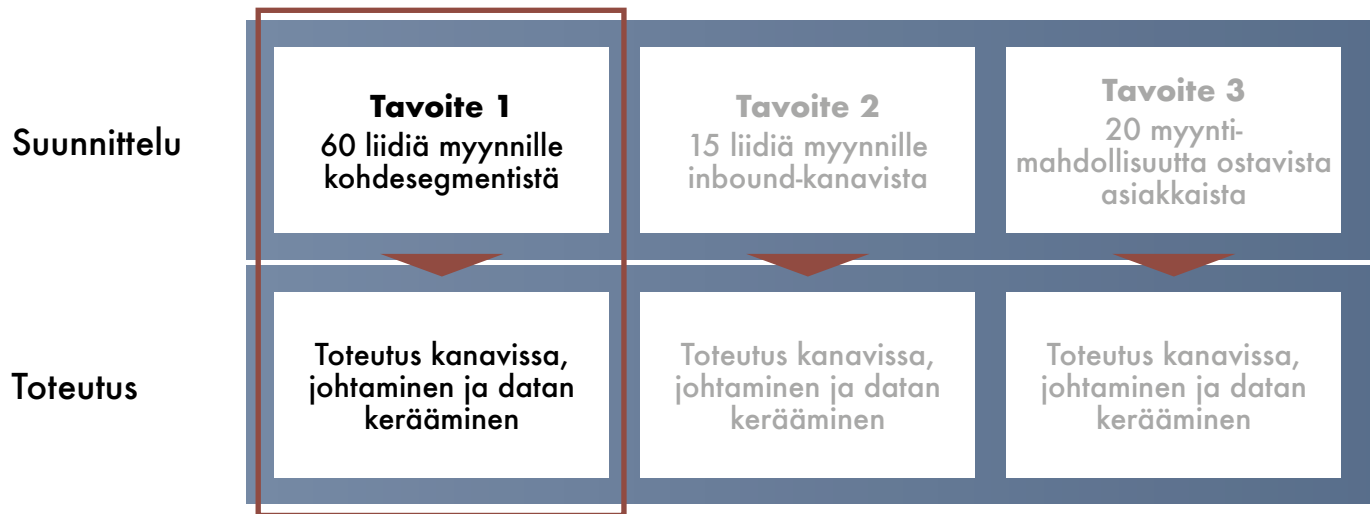 Suunnittelu
Tavoite 1
60 liidiä myynnille
kohdesegmentistä
Tavoite 2
15 liidiä myynnille
inbound-kanavista
Tavoite 3
20 myynti-
mahdollisuutta ostavista
asiakkaista
Toteutus
Toteutus kanavissa,
johtaminen ja datan
kerääminen
Toteutus kanavissa,
johtaminen ja datan
kerääminen
Toteutus kanavissa,
johtaminen ja datan
kerääminen